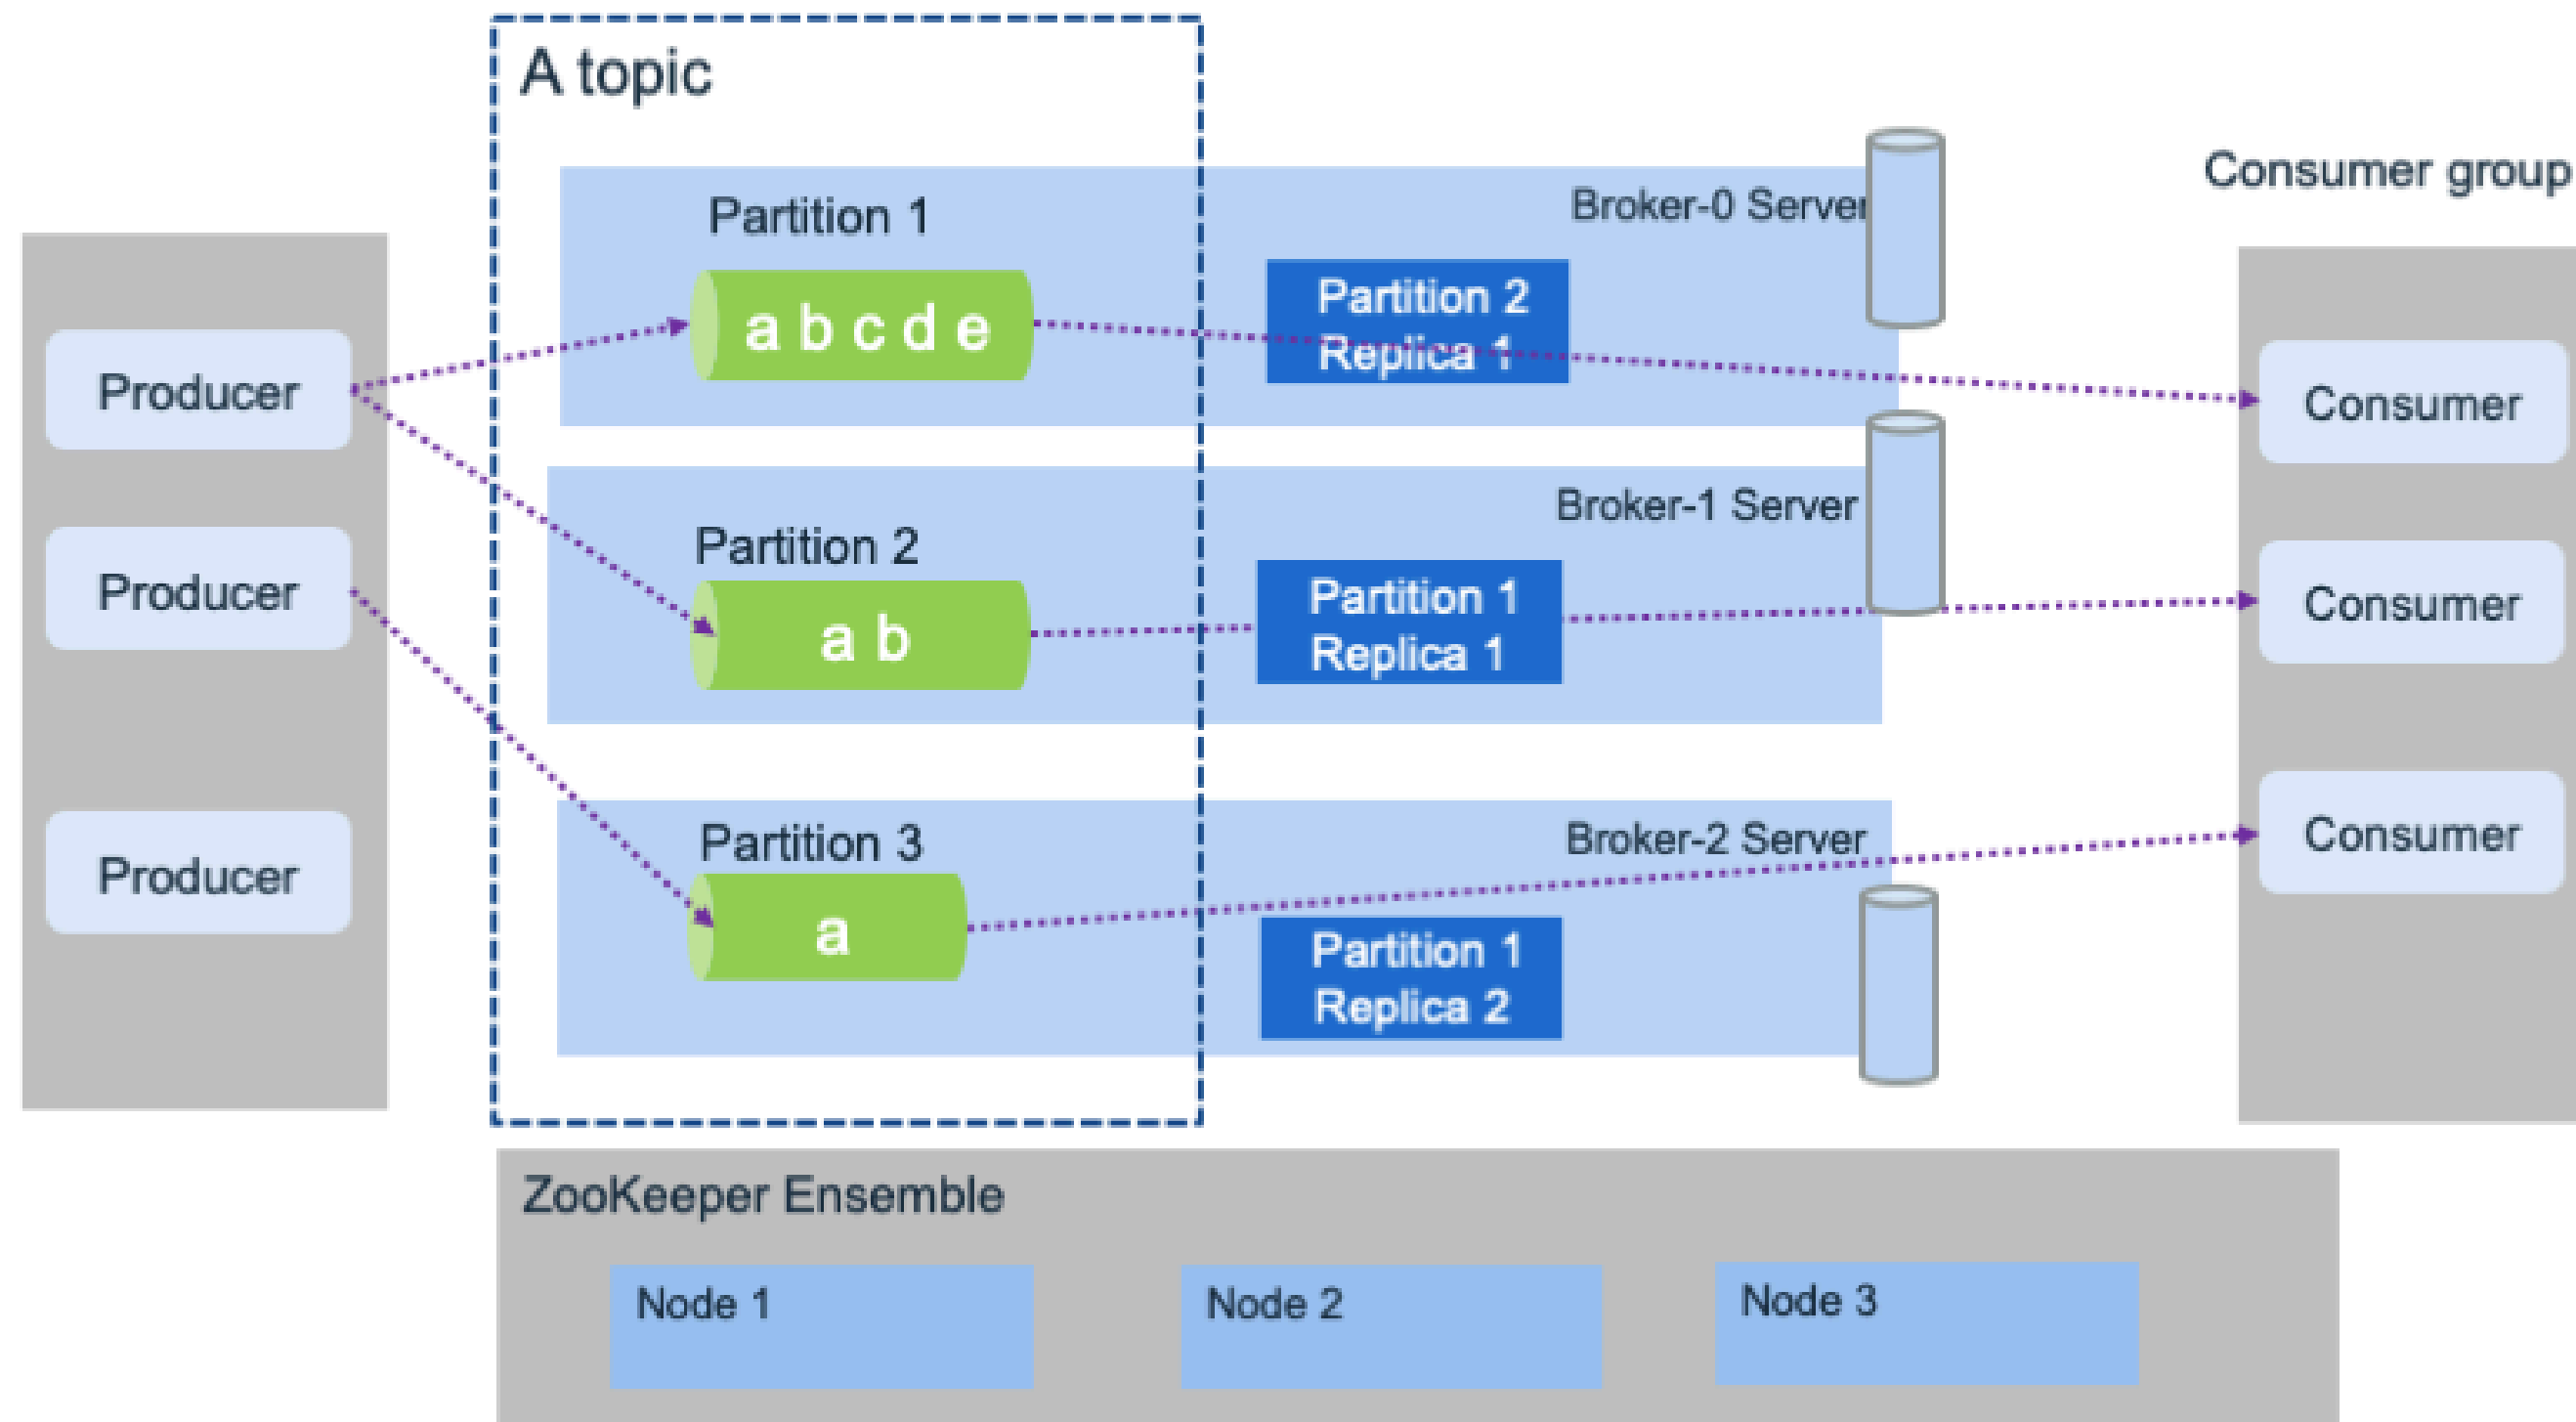 A topic
Consumer group
Producer
Producer
Producer
Partition 1
a b c d e
Broker-0 Server
Partition 2
Replica 1
Partition 2
a b
Broker-1 Server
Partition 1
Replica 1
Partition 3
a
Broker-2 Server
Partition 1
Replica 2
Consumer
Consumer
Consumer
ZooKeeper Ensemble
Node 1
Node 2
Node 3